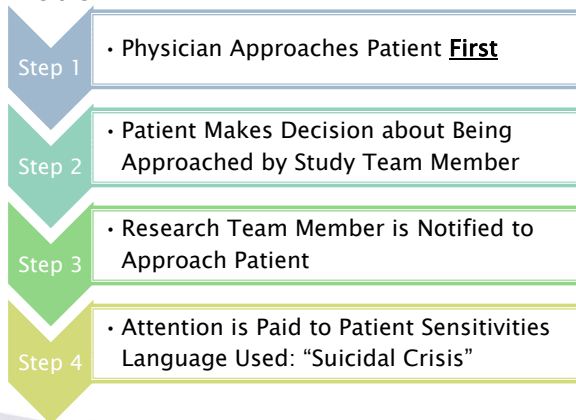 Step 1
• Physician Approaches Patient First
Step 2
• Patient Makes Decision about Being
Approached by Study Team Member
Step 3
• Research Team Member is Notified to
Approach Patient
Step 4
• Attention is Paid to Patient Sensitivities
Language Used: “Suicidal Crisis”